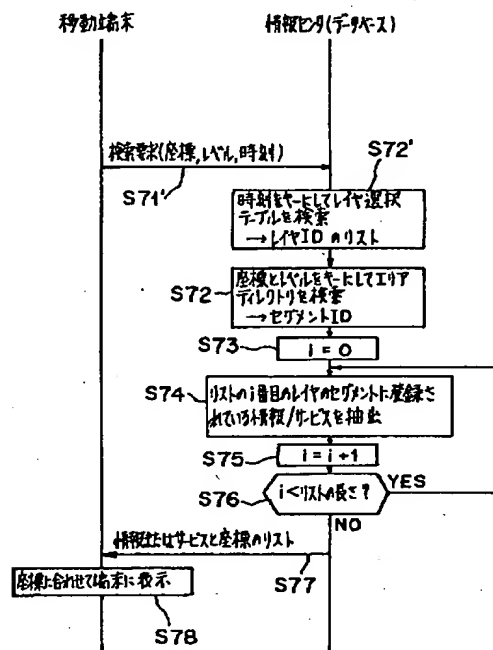 移動端末
情報センタ(データベース)
検索要求(座標,レベル,時刻)
S71'
S72'
時刻をキーにしてレイヤ選択
テーブルを検索
→レイヤIDのリスト
S72
座標とレベルをキーにしてエリア
ディレクトリを検索
→セグメントID
S73
i = 0
S74
リストのi番目のレイヤのセグメントに登録さ
れている情報/サービスを抽出
S75
i = i + 1
S76
i<リストの長さ?
YES
NO
情報またはサービスと座標のリスト
S77
座標に合わせて端末に表示
S78